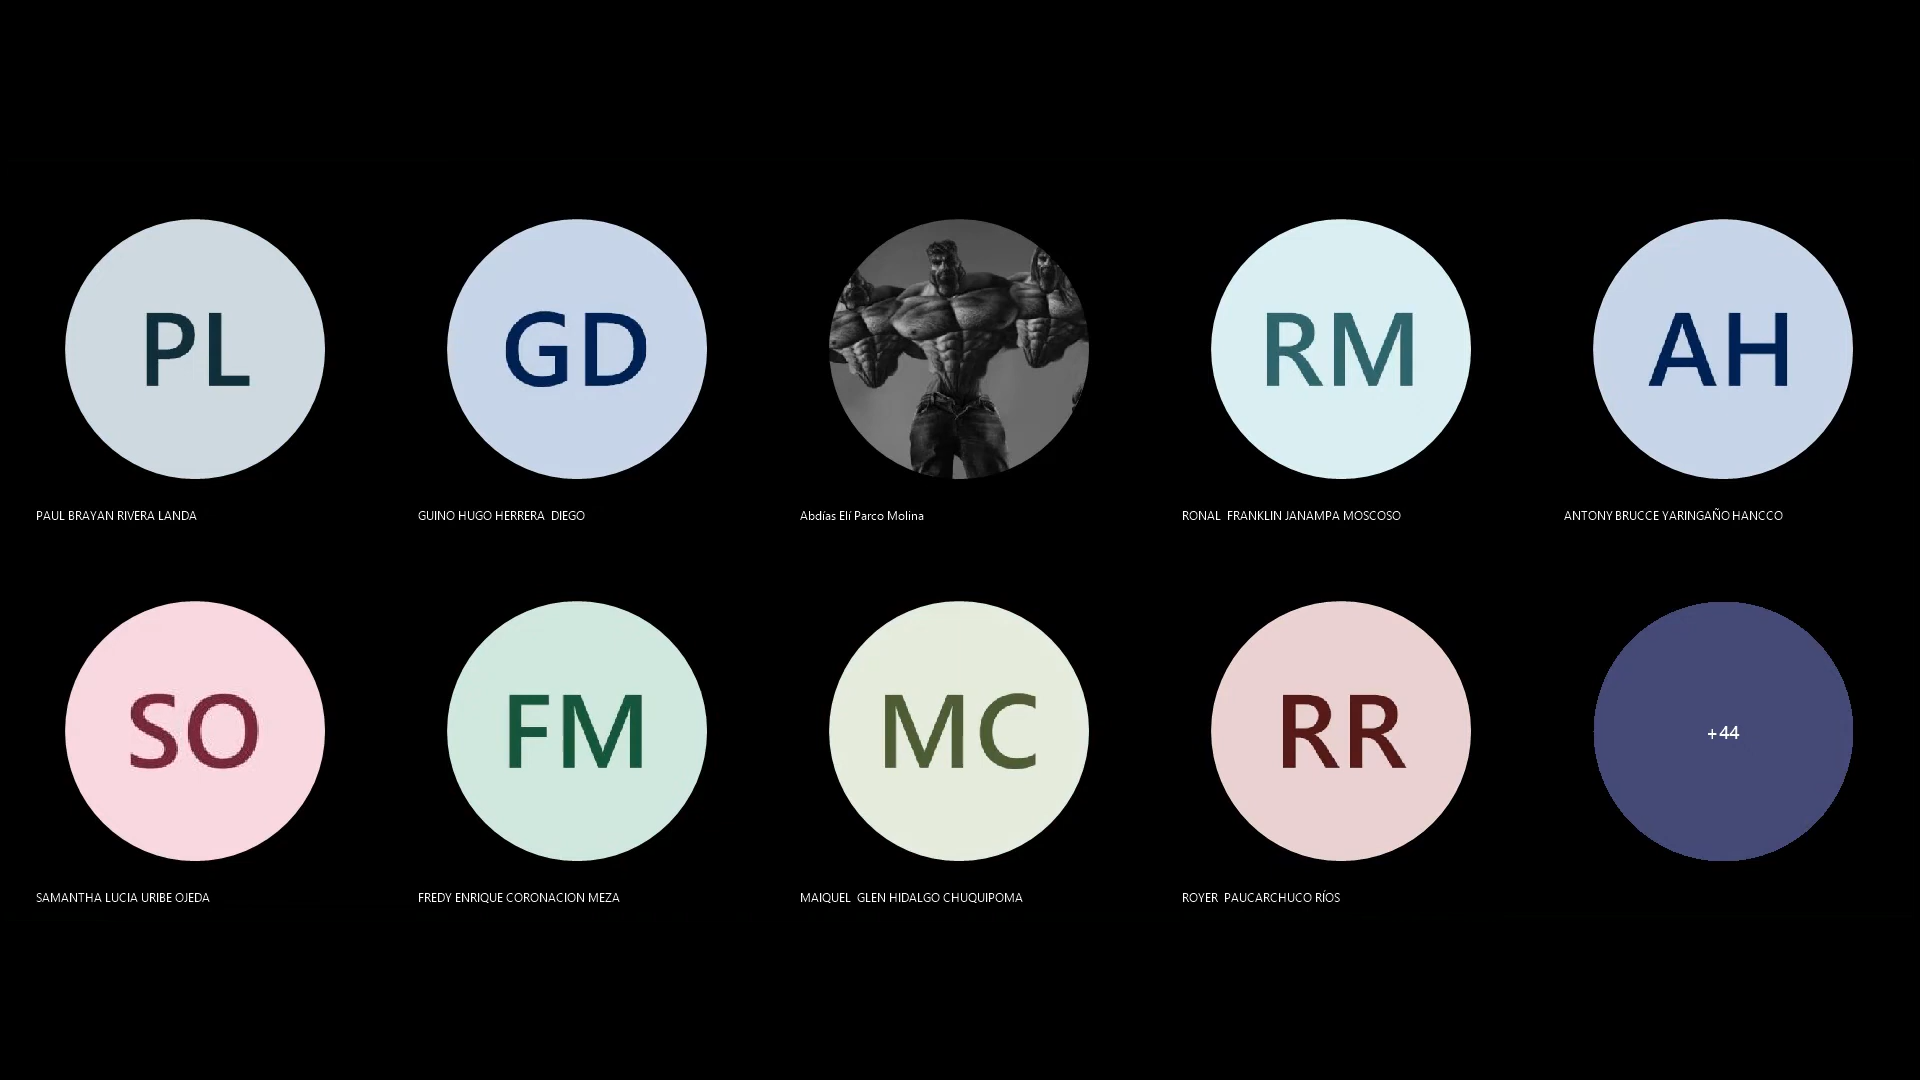 PL
GD
RM
AH
PAUL BRAYAN RIVERA LANDA
GUINO HUGO HERRERA  DIEGO
Abdías Elí Parco Molina
RONAL  FRANKLIN JANAMPA MOSCOSO
ANTONY BRUCCE YARINGAÑO HANCCO
SO
FM
MC
RR
+44
SAMANTHA LUCIA URIBE OJEDA
FREDY ENRIQUE CORONACION MEZA
MAIQUEL  GLEN HIDALGO CHUQUIPOMA
ROYER  PAUCARCHUCO RÍOS